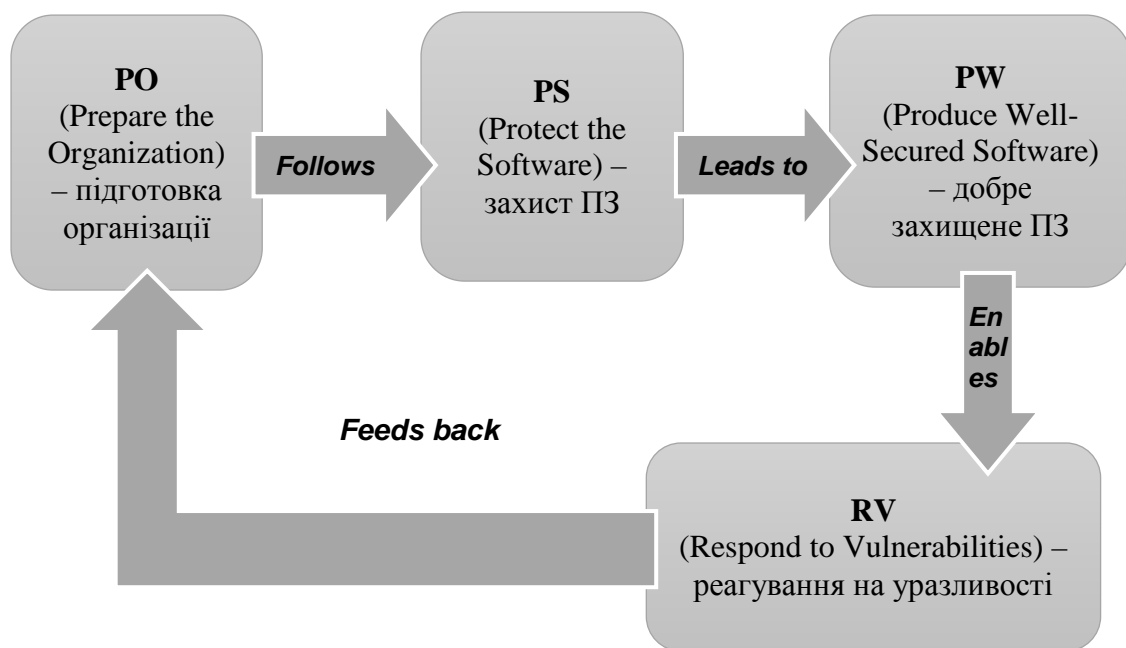 PO
(Prepare the
Organization)
– підготовка
організації
Follows
PS
(Protect the
Software) –
захист ПЗ
Leads to
PW
(Produce Well-
Secured Software)
– добре
захищене ПЗ
En
abl
es
Feeds back
RV
(Respond to Vulnerabilities) –
реагування на уразливості